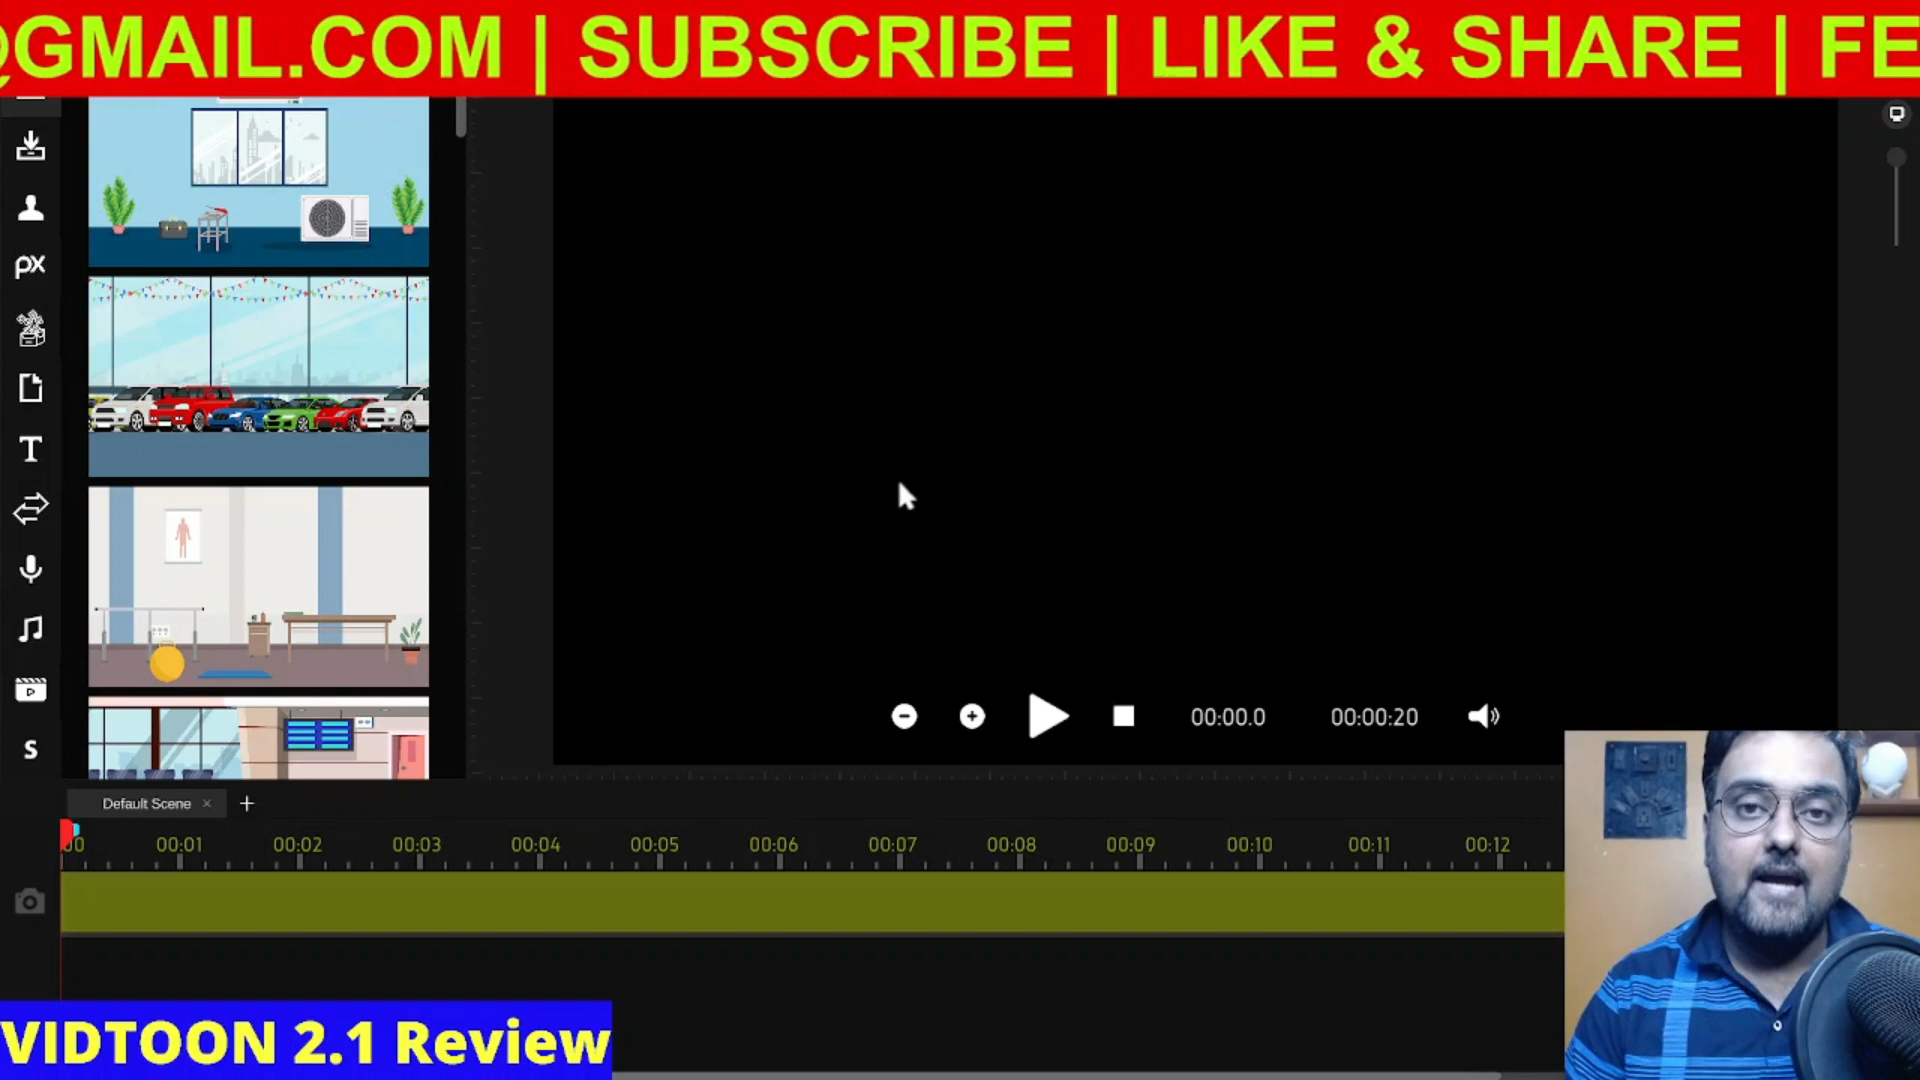 @GMAIL.COM | SUBSCRIBE | LIKE & SHARE | FE
px
T
S
00:00.0 00:00:20
Default Scene × +
00 00:01 00:02 00:03 00:04 00:05 00:06 00:07 00:08 00:09 00:10 00:11 00:12
VIDTOON 2.1 Review